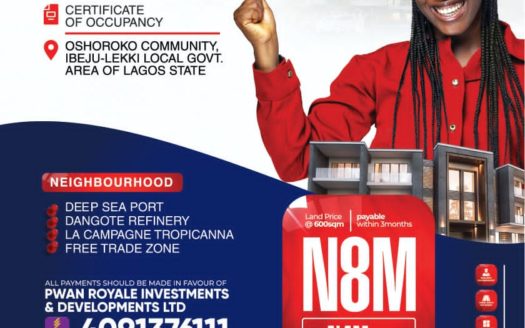 CERTIFICATE
OF OCCUPANCY
OSHOROKO COMMUNITY,
IBEJU-LEKKI LOCAL GOVT.
AREA OF LAGOS STATE
NEIGHBOURHOOD
DEEP SEA PORT
DANGOTE REFINERY
LA CAMPAGNE TROPICANNA
FREE TRADE ZONE
ALL PAYMENTS SHOULD BE MADE IN FAVOUR OF
PWAN ROYALE INVESTMENTS
& DEVELOPMENTS LTD
Land Price
@ 600sqm
payable
within 3months
N8M